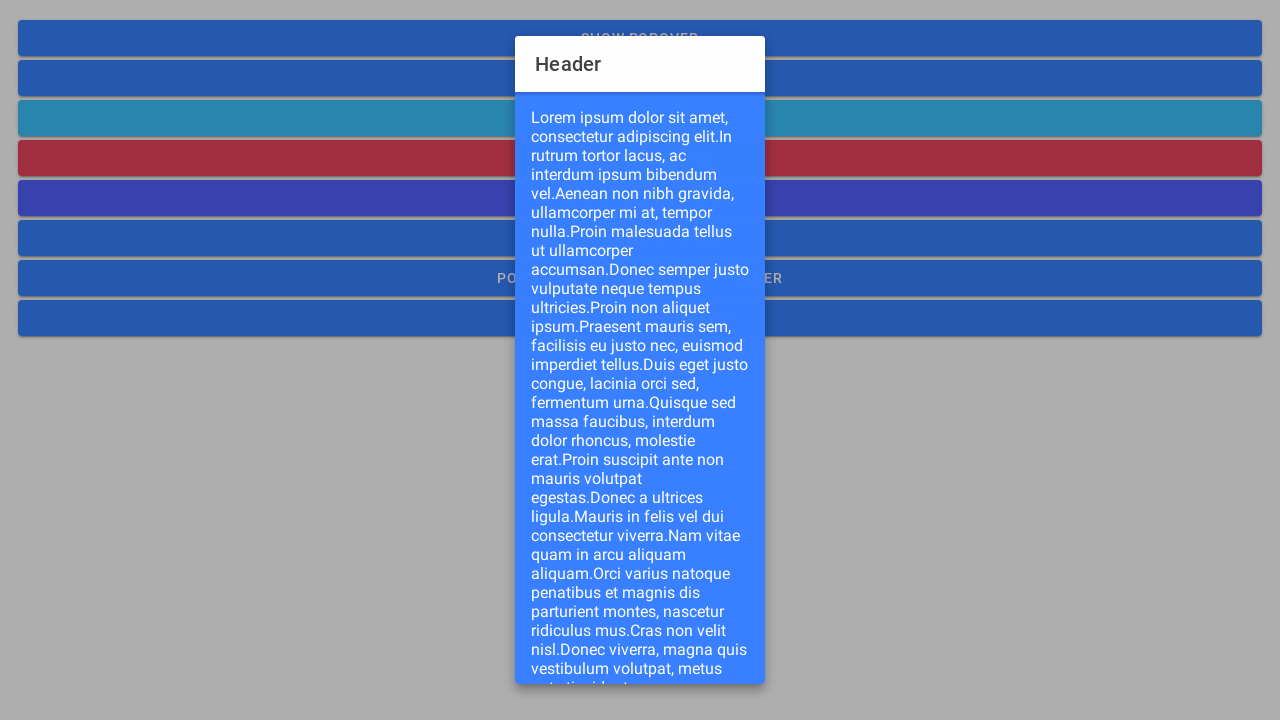 Header
Lorem ipsum dolor sit amet,
consectetur adipiscing elit.In
rutrum tortor lacus, ac
interdum ipsum bibendum
vel.Aenean non nibh gravida,
ullamcorper mi at, tempor
nulla.Proin malesuada tellus
ut ullamcorper
accumsan.Donec semper justo
vulputate neque tempus
ultricies.Proin non aliquet
ipsum.Praesent mauris sem,
facilisis eu justo nec, euismod
imperdiet tellus.Duis eget justo
congue, lacinia orci sed,
fermentum urna.Quisque sed
massa faucibus, interdum
dolor rhoncus, molestie
erat.Proin suscipit ante non
mauris volutpat
egestas.Donec a ultrices
ligula.Mauris in felis vel dui
consectetur viverra.Nam vitae
quam in arcu aliquam
aliquam.Orci varius natoque
penatibus et magnis dis
parturient montes, nascetur
ridiculus mus.Cras non velit
nisl.Donec viverra, magna quis
vestibulum volutpat, metus